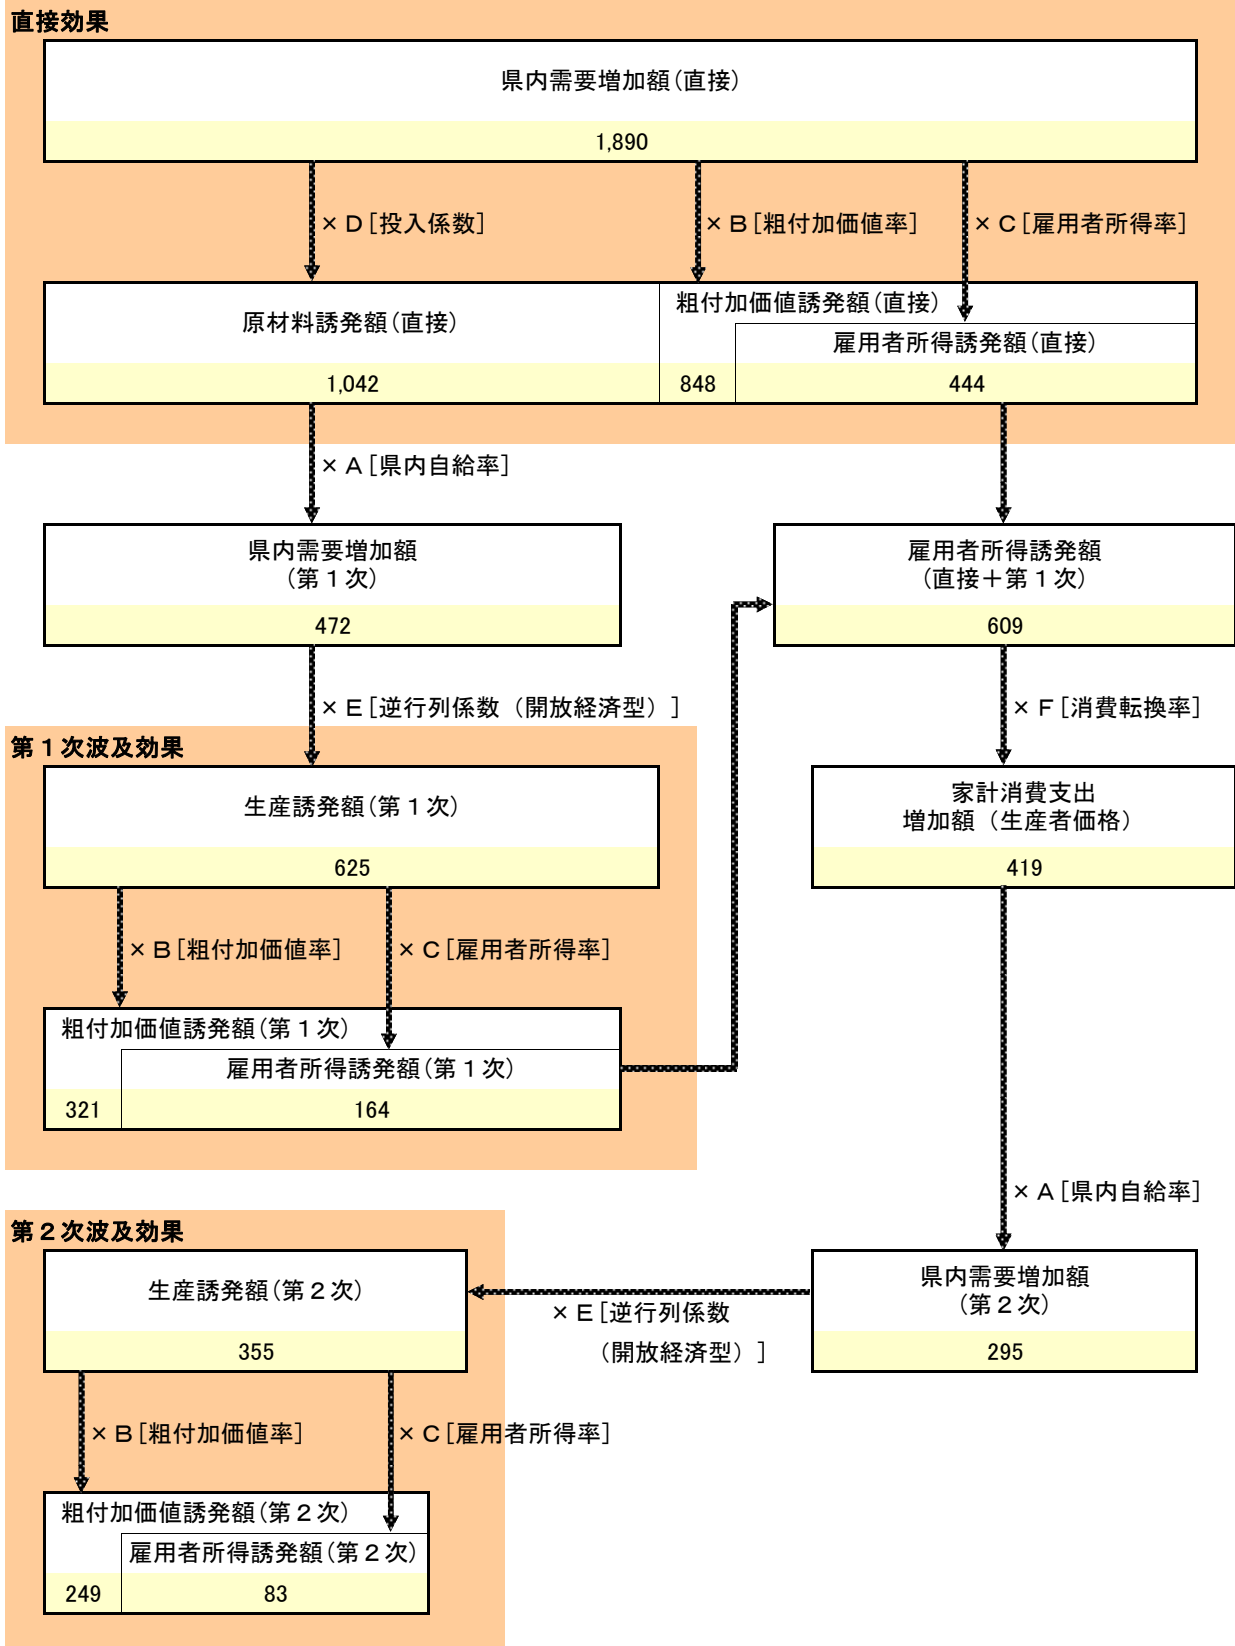 直接効果
県内需要増加額(直接)
1,890
×D[投入係数]
×B[粗付加価値率]
×C[雇用者所得率]
原材料誘発額(直接)
粗付加価値誘発額(直接)
雇用者所得誘発額(直接)
1,042
848
444
×A[県内自給率]
県内需要増加額
(第1次)
472
雇用者所得誘発額
(直接+第1次)
609
×E[逆行列係数(開放経済型)]
×F[消費転換率]
第1次波及効果
生産誘発額(第1次)
625
家計消費支出
増加額(生産者価格)
419
×B[粗付加価値率]
×C[雇用者所得率]
粗付加価値誘発額(第1次)
雇用者所得誘発額(第1次)
321
164
×A[県内自給率]
第2次波及効果
生産誘発額(第2次)
355
×E[逆行列係数
(開放経済型)]
県内需要増加額
(第2次)
295
×B[粗付加価値率]
×C[雇用者所得率]
粗付加価値誘発額(第2次)
雇用者所得誘発額(第2次)
249
83